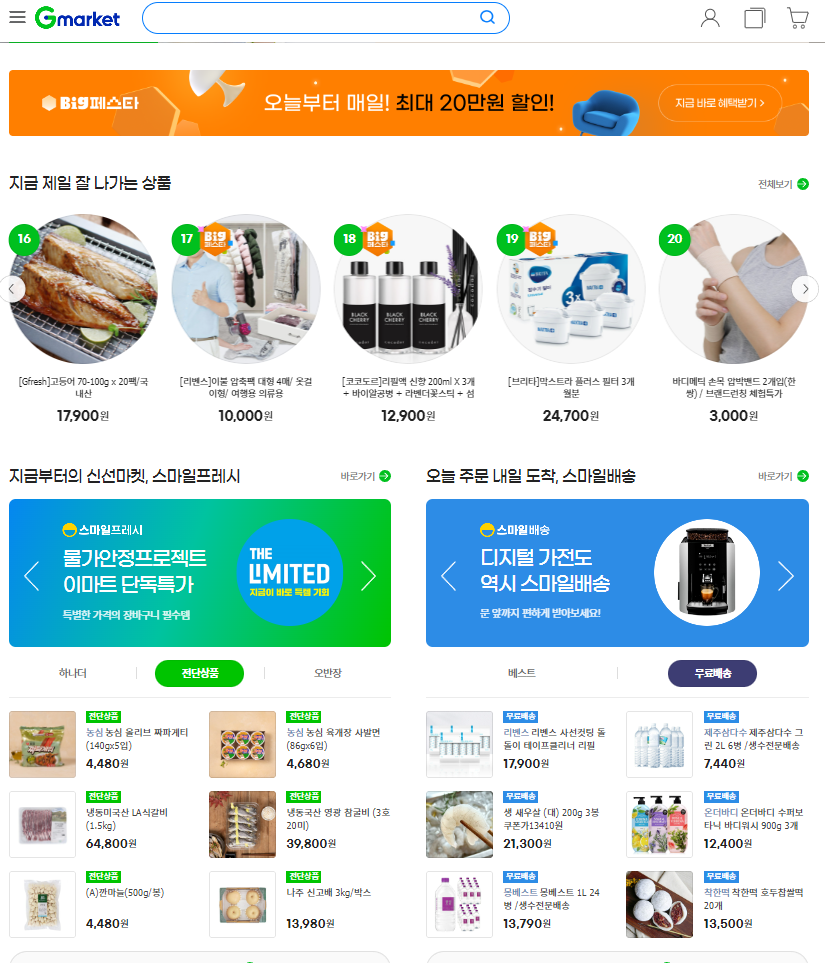 Gmarket
Big페스타
오늘부터 매일! 최대 20만원 할인!
지금 바로 혜택받기 >
지금 제일 잘 나가는 상품
전체보기
16
17
Big
페스타
18
Big
페스타
19
Big
페스타
20
BLACK
CHERRY
BLACK
CHERRY
BLACK
CHERRY
cocodor
BRITA
3x
[Gfresh]고등어 70-100g x 20팩/국
내산
17,900원
[리벤스]이불 압축팩 대형 4매/ 옷걸
이형/ 여행용 의류용
10,000원
[코코도르]리필액 신향 200ml X 3개
+ 바이알공병 + 라벤더꽃스틱 + 섬
12,900원
[브리타]막스트라 플러스 필터 3개
월분
24,700원
바디메틱 손목 압박밴드 2개입(한
쌍) / 브랜드런칭 체험특가
3,000원
지금부터의 신선마켓, 스마일프레시
바로가기
스마일프레시
물가안정프로젝트
이마트 단독특가
특별한 가격의 장바구니 필수템
THE
LIMITED
지금이 바로 득템 기회
하나더
전단상품
오반장
전단상품
농심 농심 올리브 짜파게티
(140gx5입)
4,480원
전단상품
농심 농심 육개장 사발면
(86gx6입)
4,680원
전단상품
냉동미국산 LA식갈비
(1.5kg)
64,800원
전단상품
냉동국산 영광 참굴비 (3호
20미)
39,800원
전단상품
(A)깐마늘(500g/봉)
4,480원
전단상품
나주 신고배 3kg/박스
13,980원
오늘 주문 내일 도착, 스마일배송
바로가기
스마일배송
디지털 가전도
역시 스마일배송
문 앞까지 편하게 받아보세요!
베스트
무료배송
무료배송
리벤스 리벤스 사선컷팅 돌
돌이 테이프클리너 리필
17,900원
무료배송
제주삼다수 제주삼다수 그
린 2L 6병 /생수전문배송
7,440원
무료배송
생 새우살 (대) 200g 3봉
쿠폰가13410원
21,300원
무료배송
온더바디 온더바디 수퍼보
타닉 바디워시 900g 3개
12,400원
무료배송
몽베스트 몽베스트 1L 24
병 /생수전문배송
13,790원
무료배송
착한떡 착한떡 호두찹쌀떡
20개
13,500원